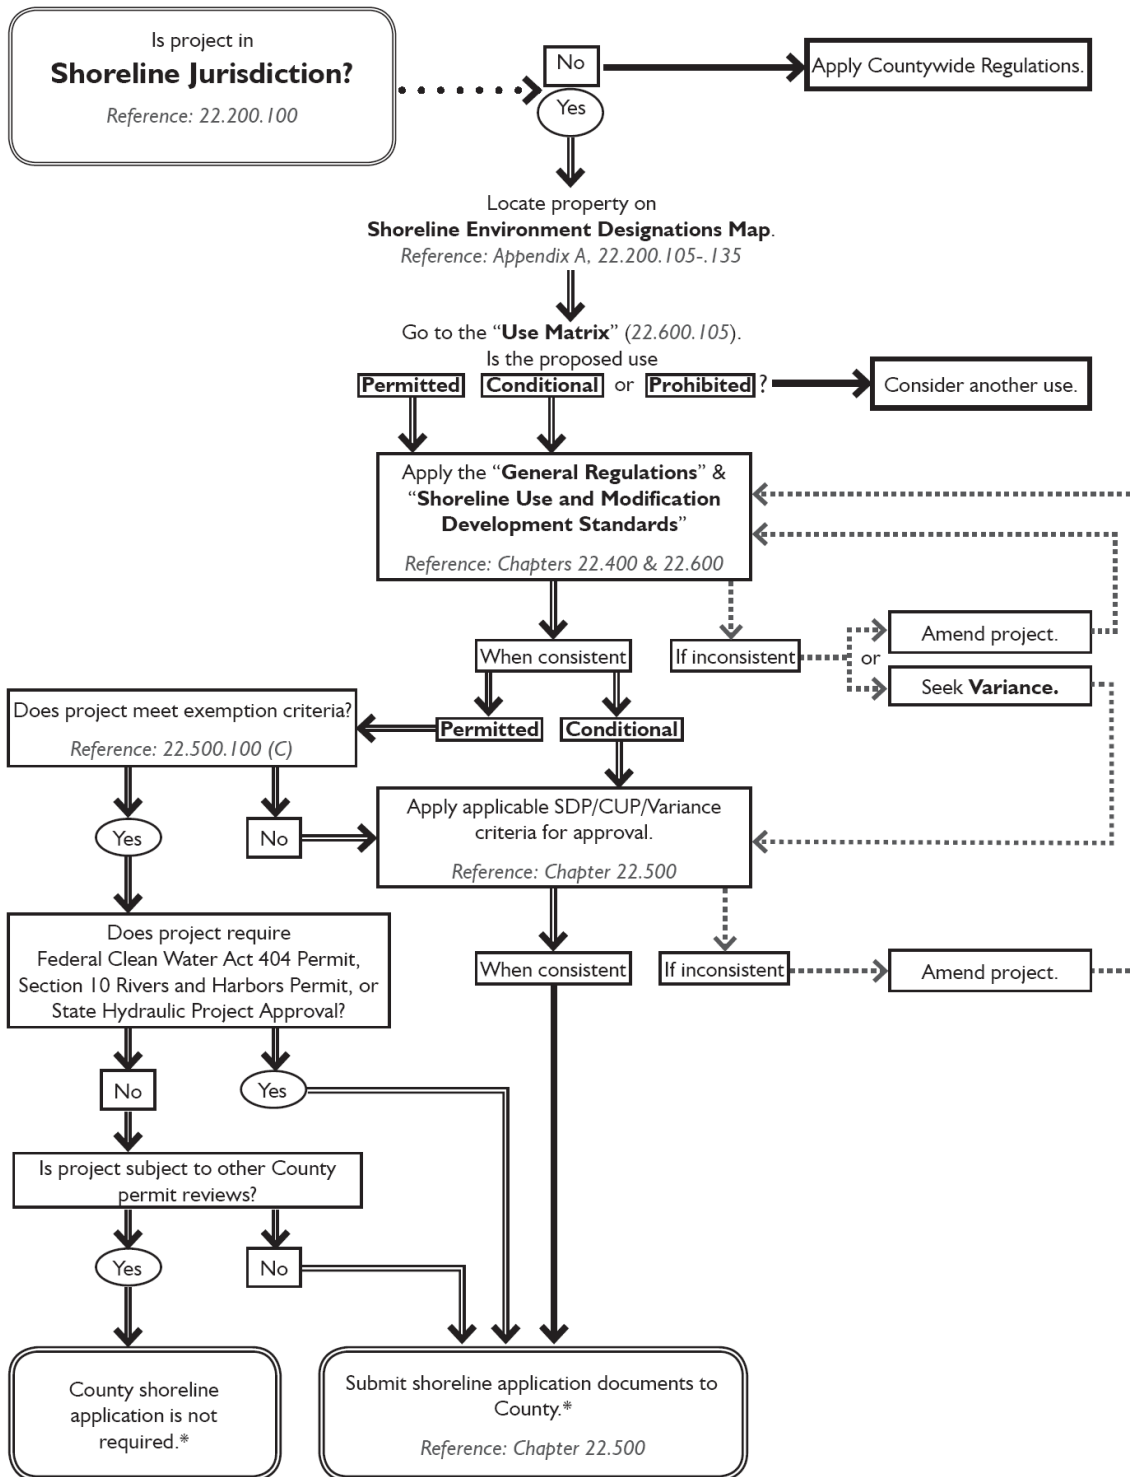 Is project in
Shoreline Jurisdiction?
Reference: 22.200.100
No
Yes
Apply Countywide Regulations.
Locate property on
Shoreline Environment Designations Map.
Reference: Appendix A, 22.200.105-.135
Go to the “Use Matrix” (22.600.105).
Is the proposed use
Permitted Conditional or Prohibited ?
Consider another use.
Apply the “General Regulations” &
“Shoreline Use and Modification
Development Standards”
Reference: Chapters 22.400 & 22.600
When consistent
If inconsistent
Amend project.
or
Seek Variance.
Permitted
Conditional
Does project meet exemption criteria?
Reference: 22.500.100 (C)
Yes
No
Apply applicable SDP/CUP/Variance
criteria for approval.
Reference: Chapter 22.500
When consistent
If inconsistent
Amend project.
Does project require
Federal Clean Water Act 404 Permit,
Section 10 Rivers and Harbors Permit, or
State Hydraulic Project Approval?
No
Yes
Is project subject to other County
permit reviews?
Yes
No
County shoreline
application is not
required.*
Submit shoreline application documents to
County.*
Reference: Chapter 22.500